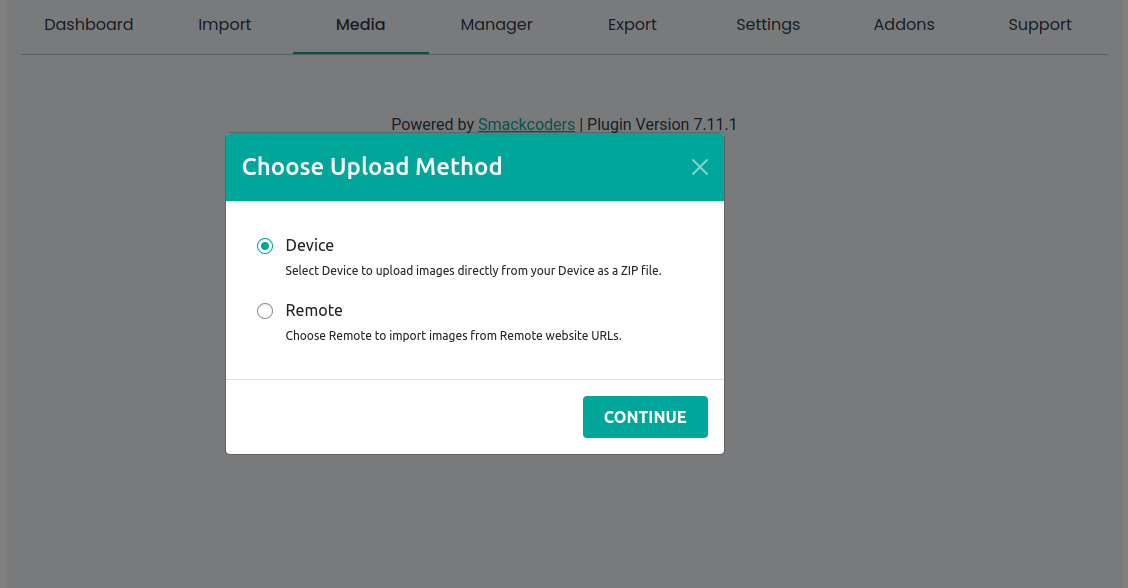 Dashboard Import Media Manager Export Settings Addons Support
Powered by Smackcoders | Plugin Version 7.11.1
Choose Upload Method
Device
Select Device to upload images directly from your Device as a ZIP file.
Remote
Choose Remote to import images from Remote website URLs.
CONTINUE